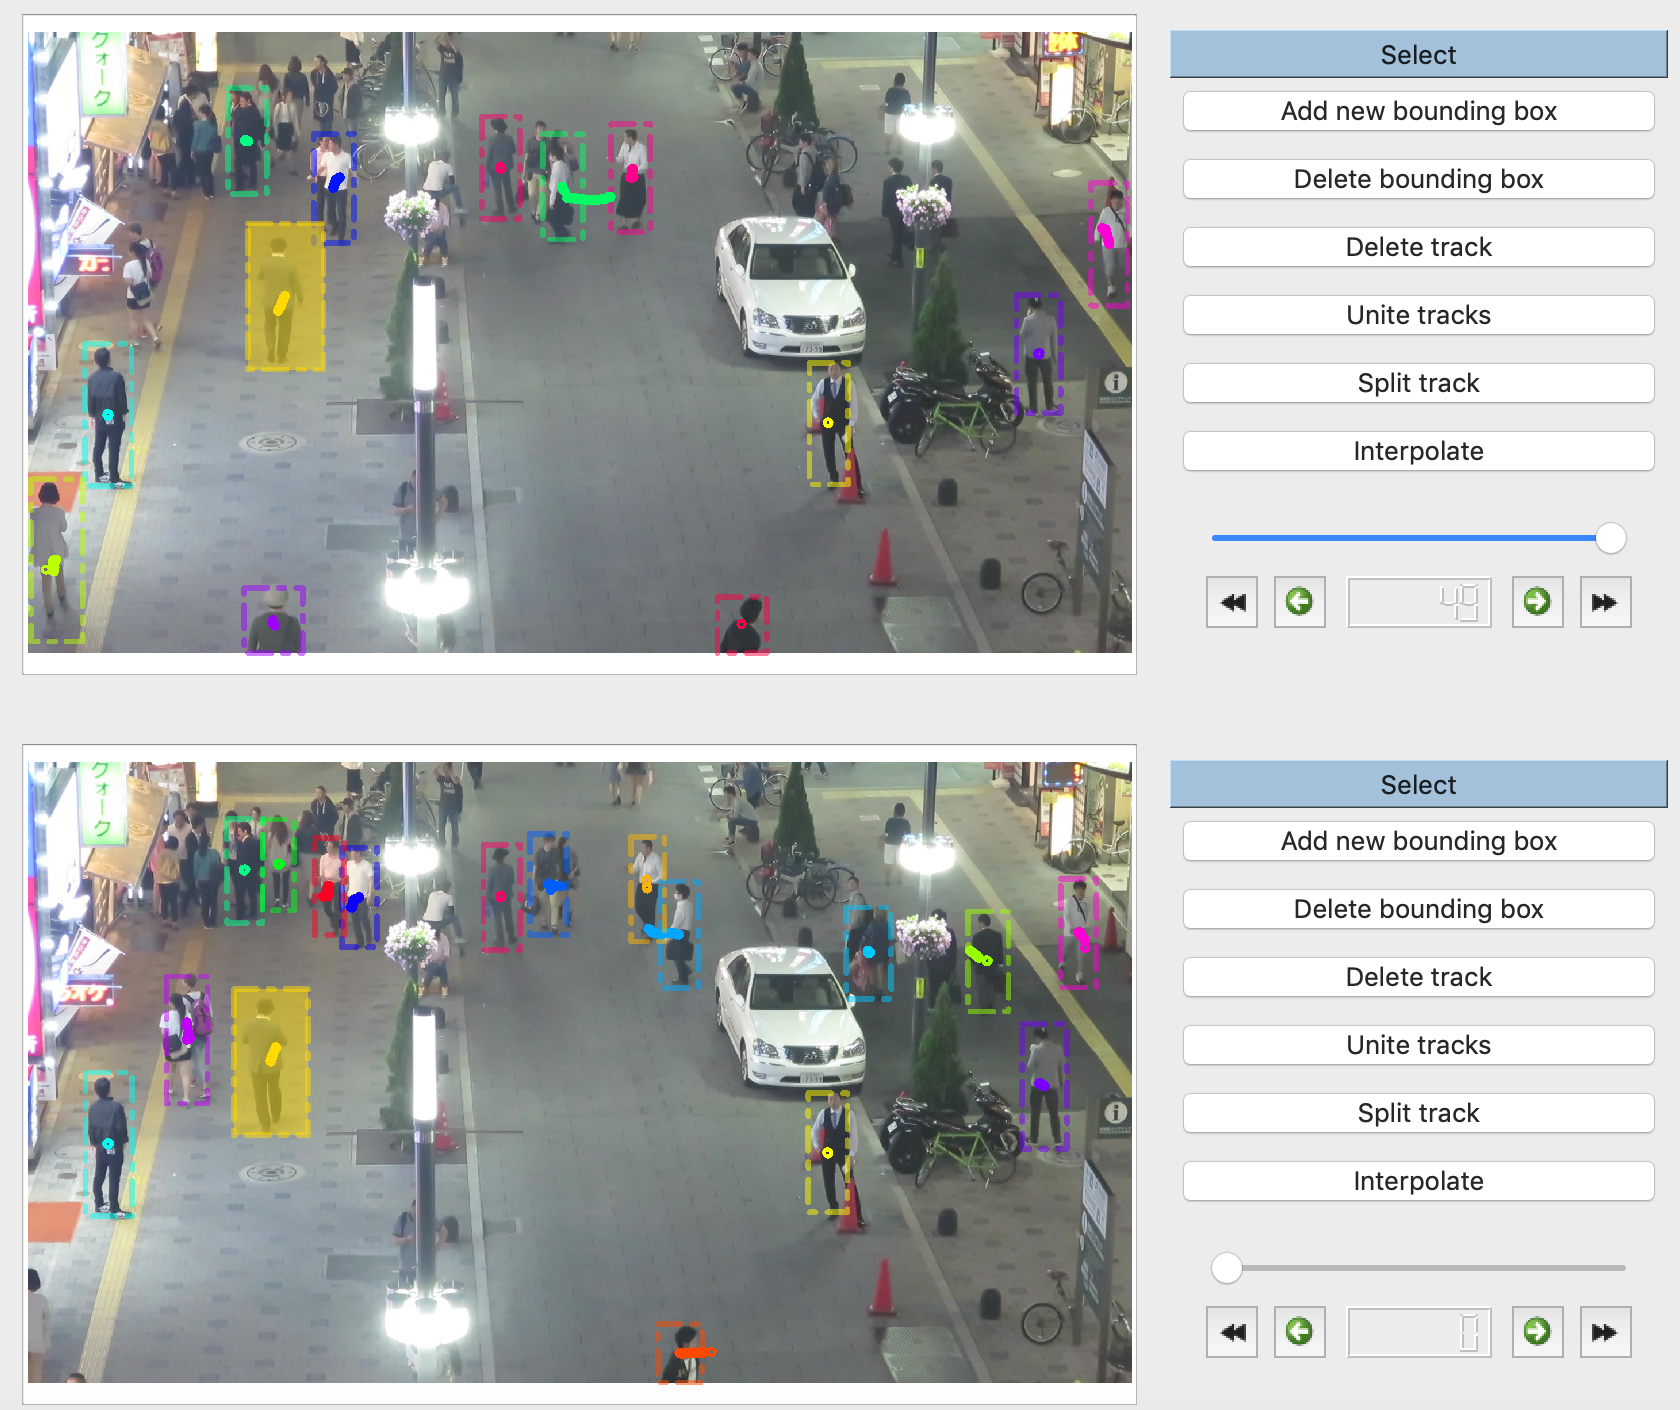 クォーク
Select
Add new bounding box
Delete bounding box
Delete track
Unite tracks
Split track
Interpolate
49
カニ
i
クォーク
Select
Add new bounding box
Delete bounding box
Delete track
Unite tracks
Split track
Interpolate
0
i